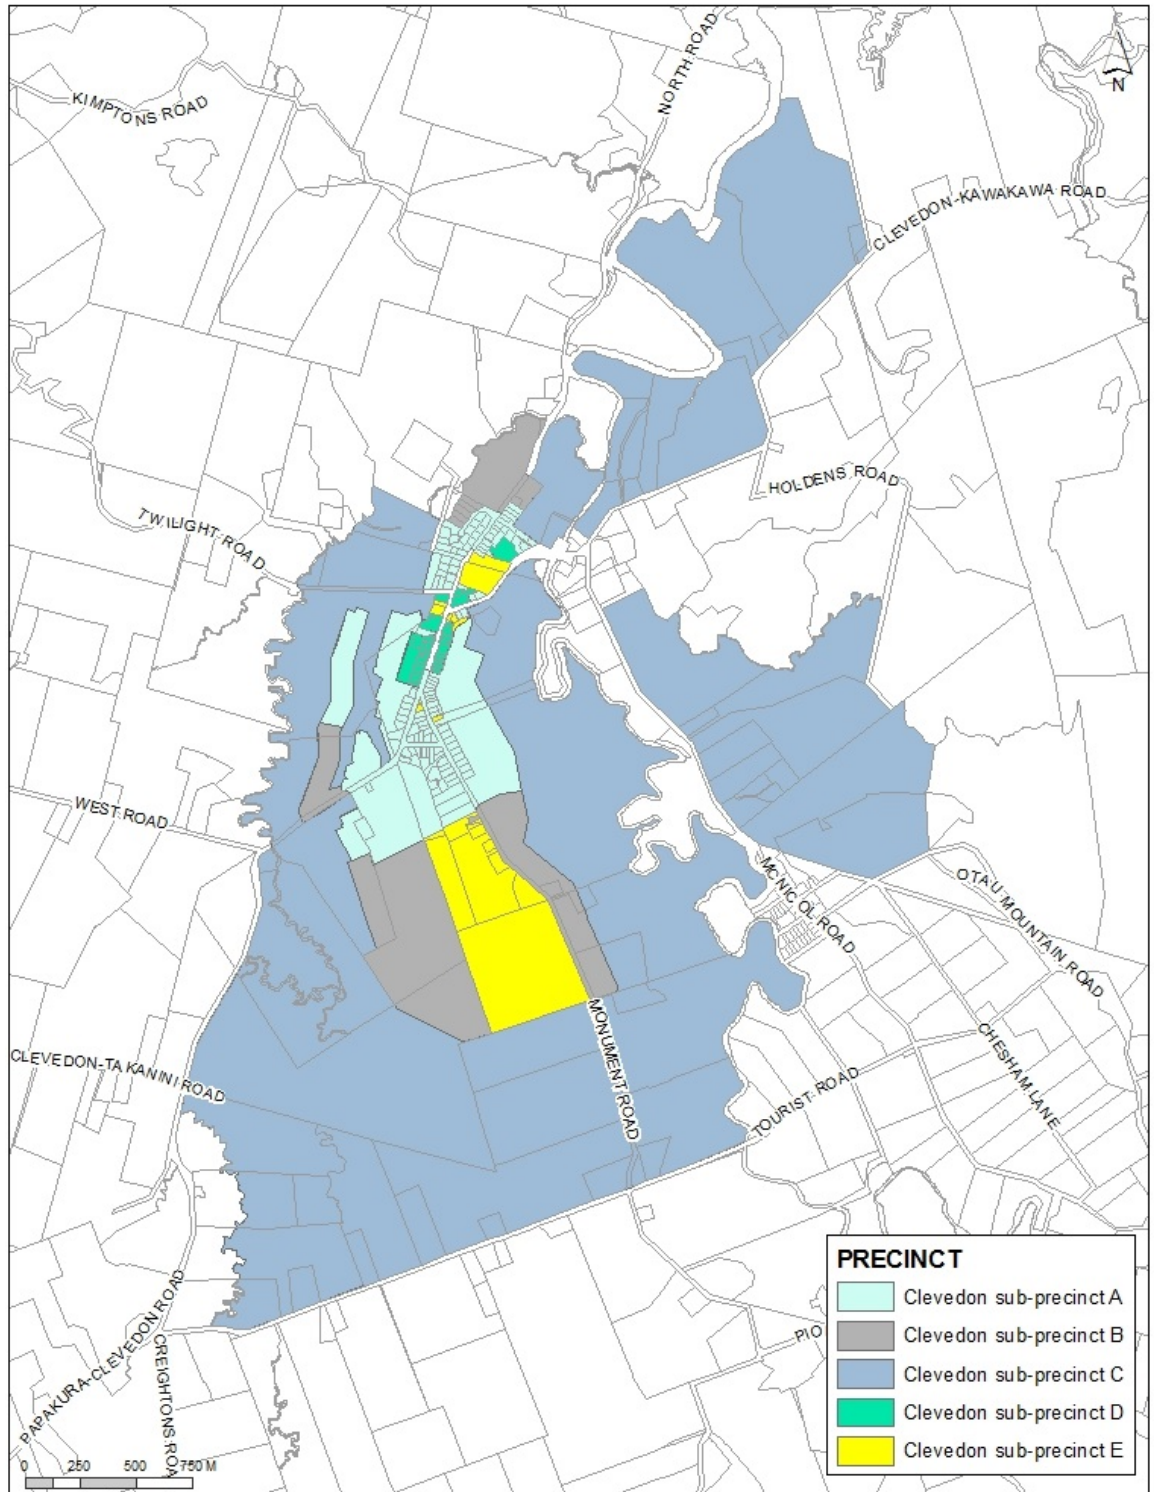 NORTH ROAD
KIMPTONS ROAD
N
CLEVEDON-KAWAKAWA ROAD
HOLDENS ROAD
TWILIGHT ROAD
WEST ROAD
MCNICOL ROAD
OTAU MOUNTAIN ROAD
MONUMENT ROAD
CHESHAM LANE
CLEVEDON-TAKANINI ROAD
TOURIST ROAD
PAPAKURA-CLEVEDON ROAD
CREIGHTONS ROA
PIO
PRECINCT
Clevedon sub-precinct A
Clevedon sub-precinct B
Clevedon sub-precinct C
Clevedon sub-precinct D
Clevedon sub-precinct E
0 250 500 750 M